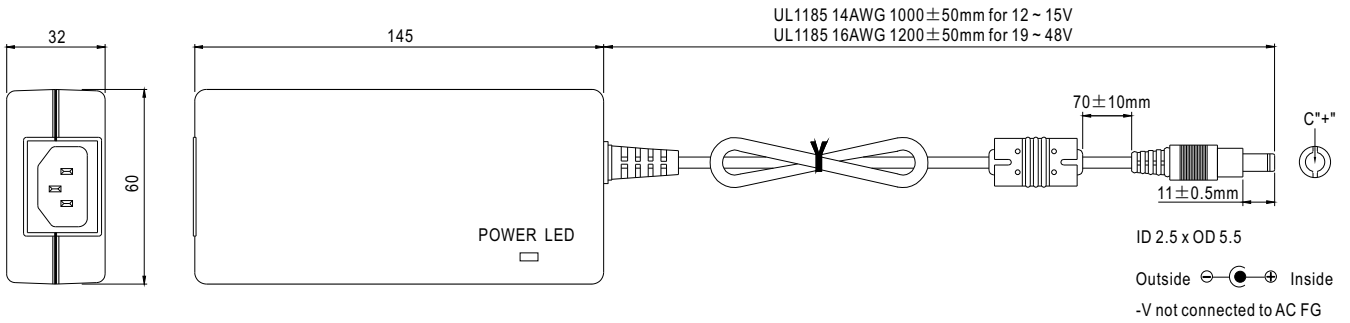 UL1185 14AWG 1000±50mm for 12 ~ 15V
UL1185 16AWG 1200±50mm for 19 ~ 48V
32
145
70±10mm
C"+"
60
11±0.5mm
POWER LED
ID 2.5 x OD 5.5
Outside ⊖ ⊕ Inside
-V not connected to AC FG